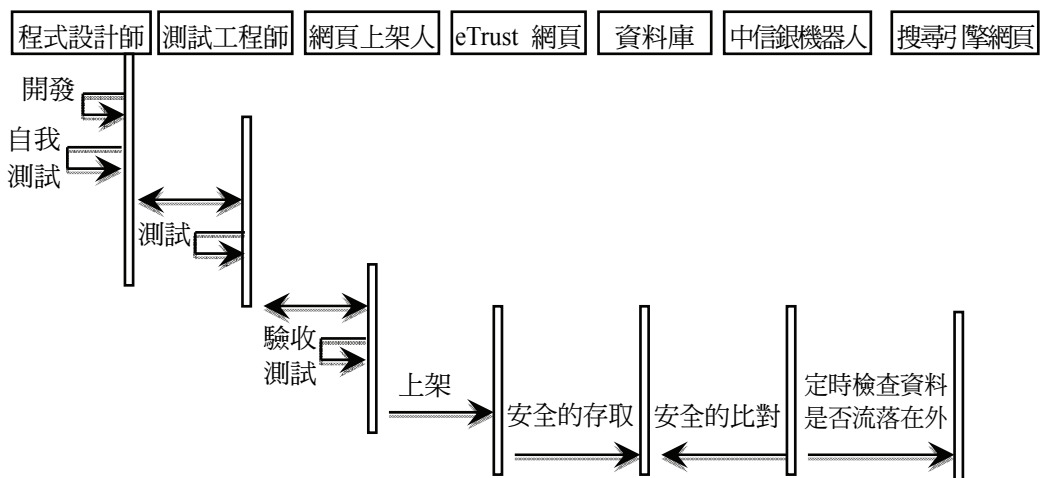 程式設計師
測試工程師
網頁上架人
eTrust 網頁
資料庫
中信銀機器人
搜尋引擎網頁
開發
自我
測試
測試
驗收
測試
上架
安全的存取
安全的比對
定時檢查資料
是否流落在外